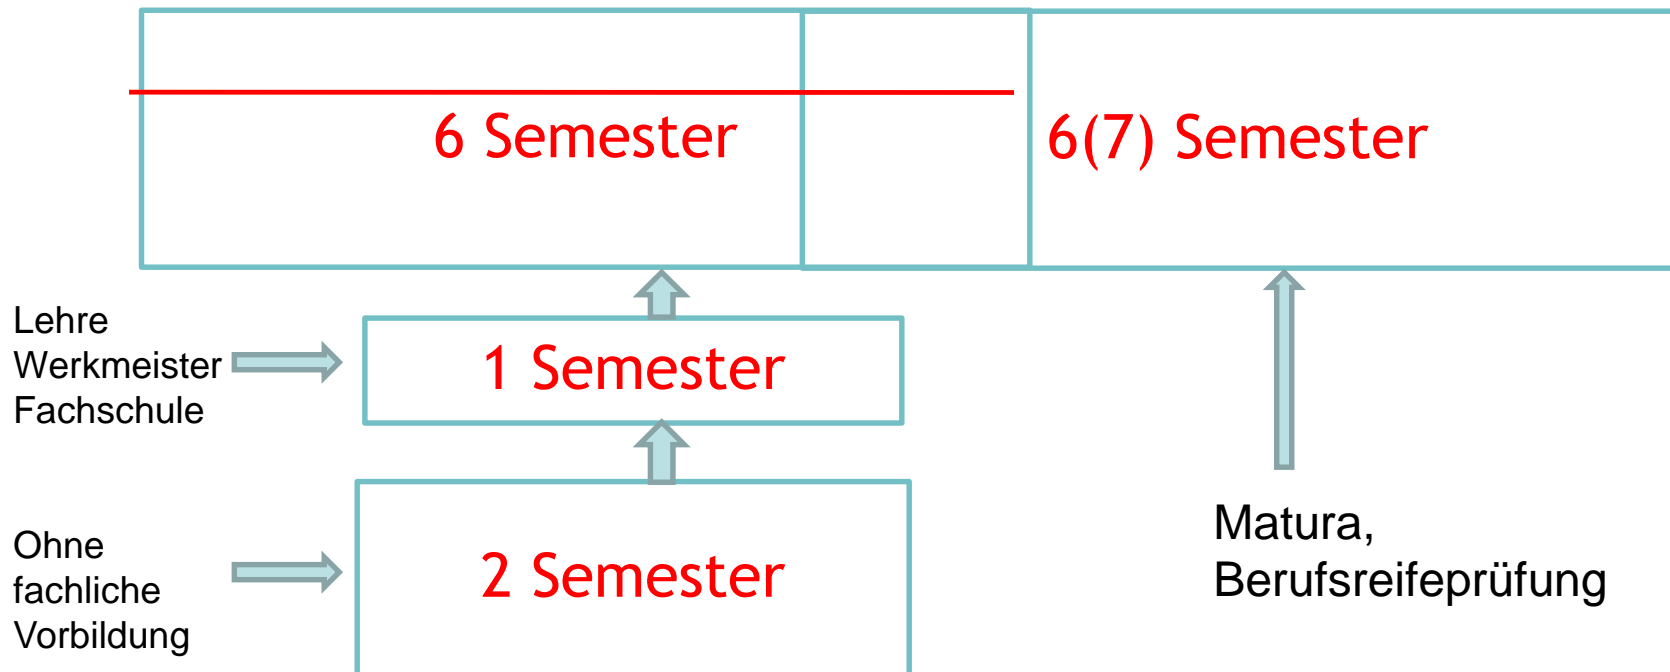 6 Semester
6(7) Semester
Lehre
Werkmeister
Fachschule
1 Semester
Ohne
fachliche
Vorbildung
2 Semester
Matura,
Berufsreifeprüfung